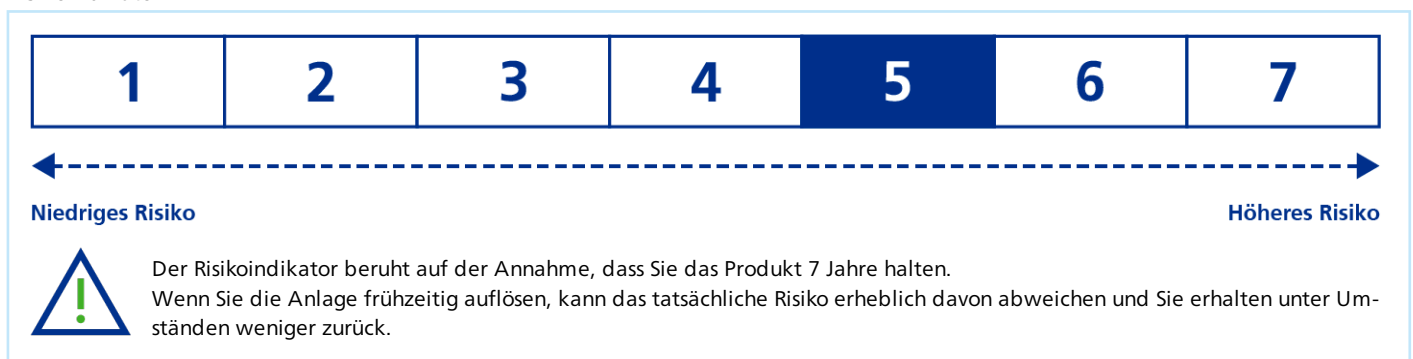 1 2 3 4 5 6 7
Niedriges Risiko Höheres Risiko
Der Risikoindikator beruht auf der Annahme, dass Sie das Produkt 7 Jahre halten.
Wenn Sie die Anlage frühzeitig auflösen, kann das tatsächliche Risiko erheblich davon abweichen und Sie erhalten unter Um-
ständen weniger zurück.